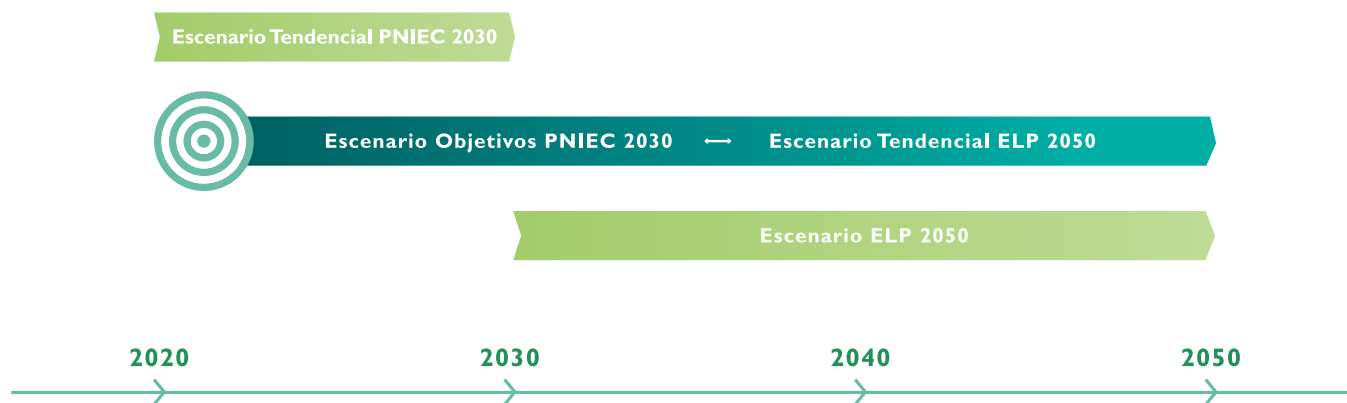 Escenario Tendencial PNIEC 2030
Escenario Objetivos PNIEC 2030 ↔ Escenario Tendencial ELP 2050
Escenario ELP 2050
2020 2030 2040 2050